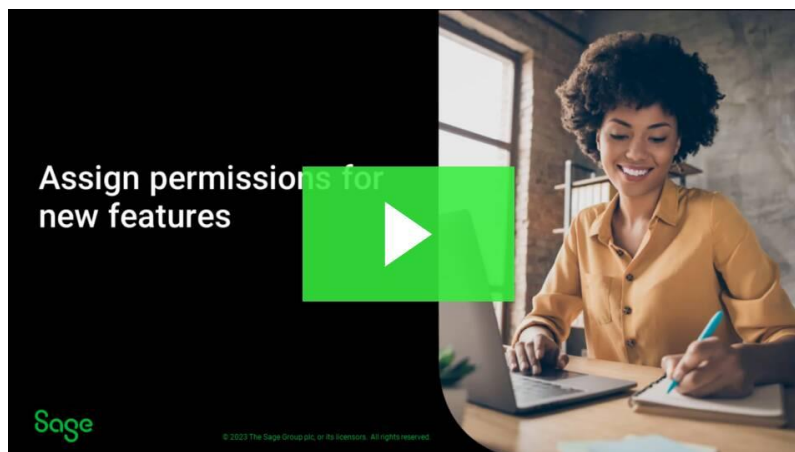 Assign permissions for
new features
Sage
© 2023 The Sage Group plc, or its licensors. All rights reserved.